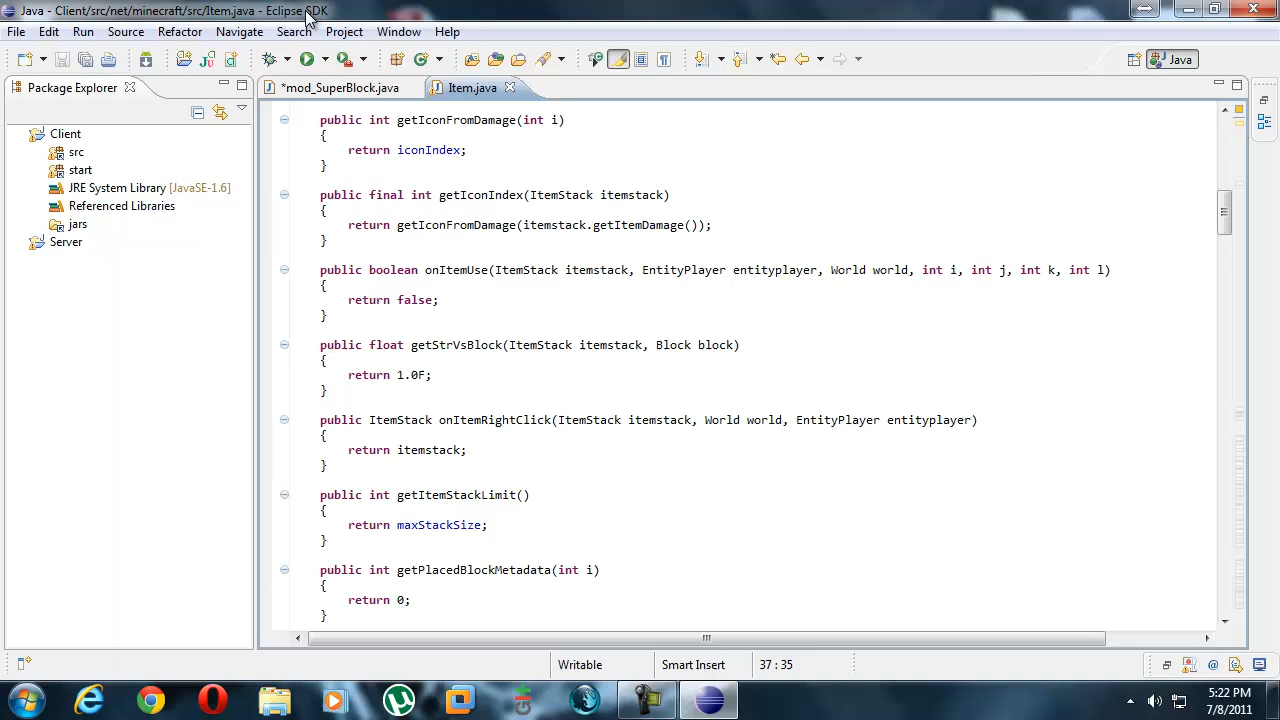 Java - Client/src/net/minecraft/src/Item.java - Eclipse SDK
File Edit Run Source Refactor Navigate Search Project Window Help
Java
Package Explorer
*mod_SuperBlock.java
Item.java
Client
src
start
JRE System Library [JavaSE-1.6]
Referenced Libraries
jars
Server
public int getIconFromDamage(int i)
{
return iconIndex;
}
public final int getIconIndex(ItemStack itemstack)
{
return getIconFromDamage(itemstack.getItemDamage());
}
public boolean onItemUse(ItemStack itemstack, EntityPlayer entityplayer, World world, int i, int j, int k, int l)
{
return false;
}
public float getStrVsBlock(ItemStack itemstack, Block block)
{
return 1.0F;
}
public ItemStack onItemRightClick(ItemStack itemstack, World world, EntityPlayer entityplayer)
{
return itemstack;
}
public int getItemStackLimit()
{
return maxStackSize;
}
public int getPlacedBlockMetadata(int i)
{
return 0;
}
Writable
Smart Insert
37 : 35
5:22 PM
7/8/2011